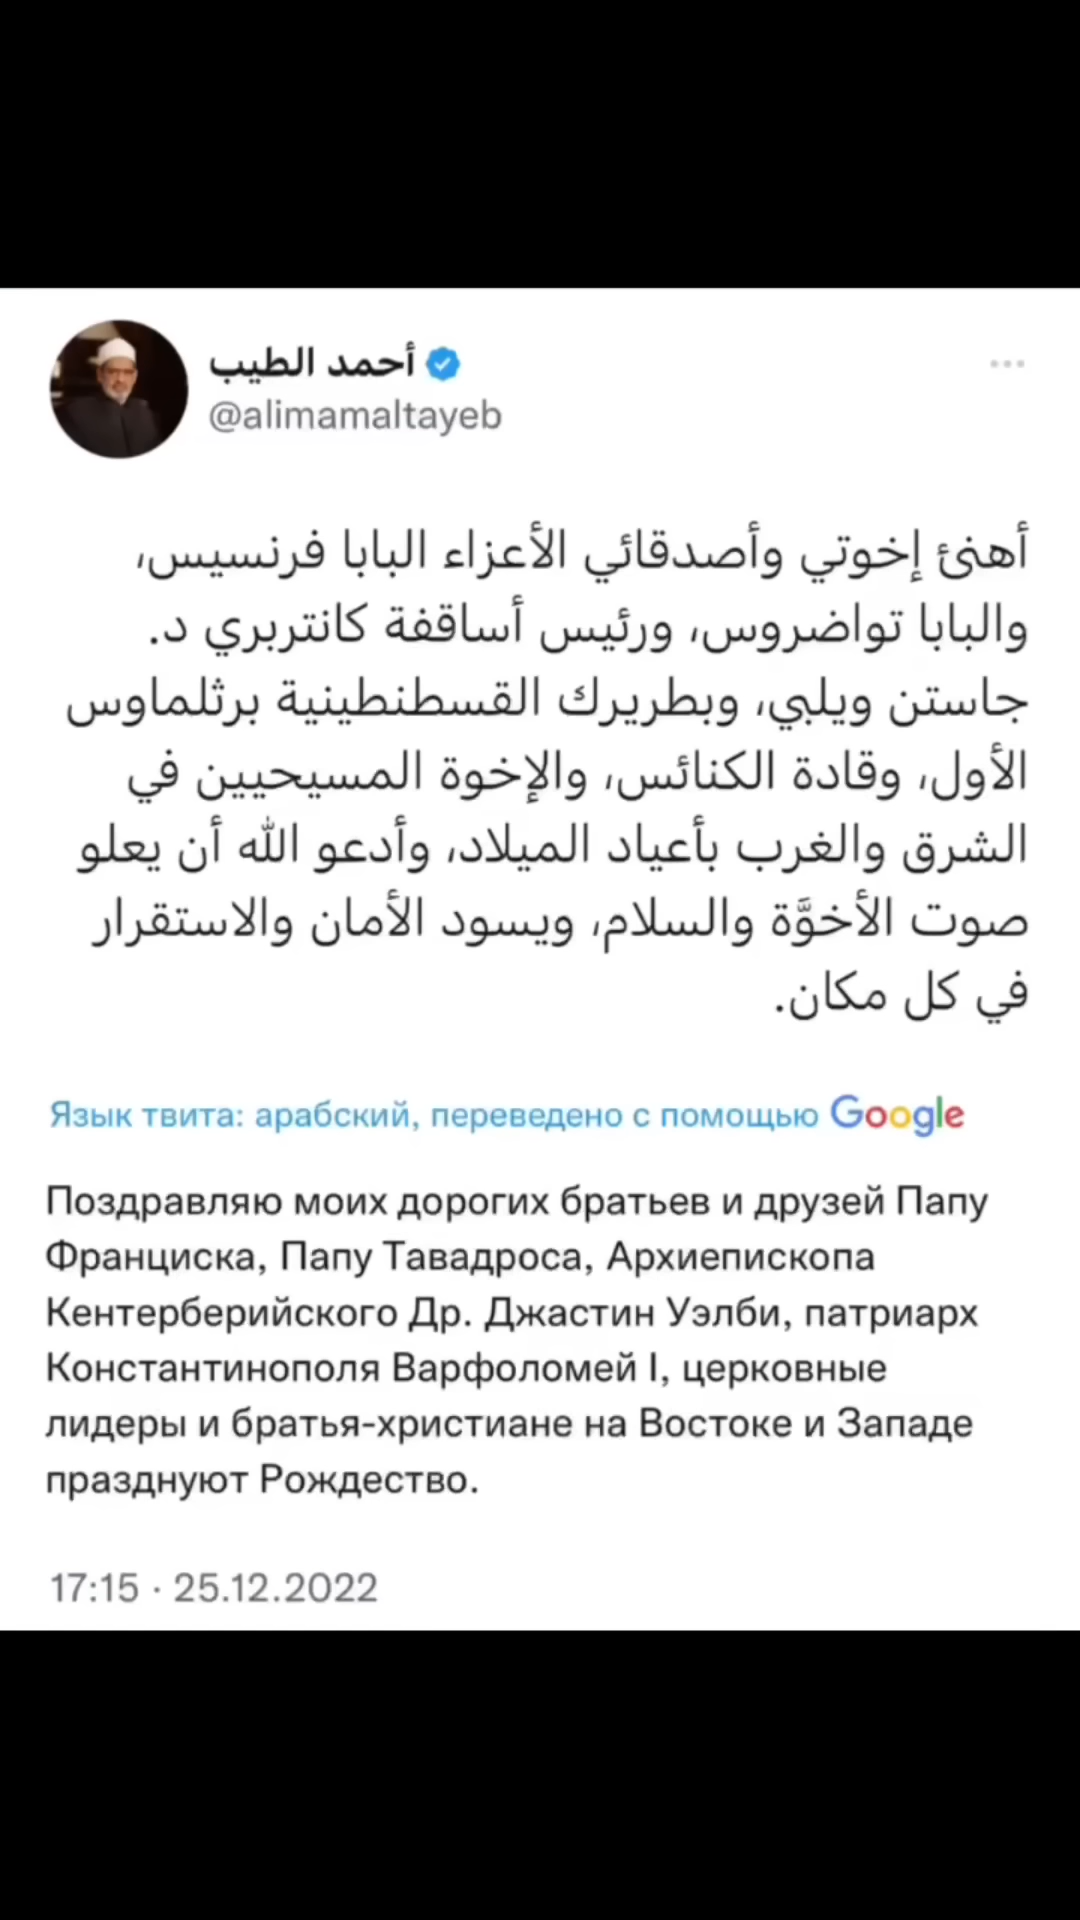 أحمد الطيب
@alimamaltayeb
أهنئ إخوتي وأصدقائي الأعزاء البابا فرنسيس،
والبابا تواضروس، ورئيس أساقفة كانتربري د.
جاستن ويلبي، وبطريرك القسطنطينية برثلماوس
الأول، وقادة الكنائس، والإخوة المسيحيين في
الشرق والغرب بأعياد الميلاد، وأدعو الله أن يعلو
صوت الأخوَّة والسلام، ويسود الأمان والاستقرار
في كل مكان.
Язык твита: арабский, переведено с помощью Google
Поздравляю моих дорогих братьев и друзей Папу
Франциска, Папу Тавадроса, Архиепископа
Кентерберийского Др. Джастин Уэлби, патриарх
Константинополя Варфоломей I, церковные
лидеры и братья-христиане на Востоке и Западе
празднуют Рождество.
17:15 · 25.12.2022